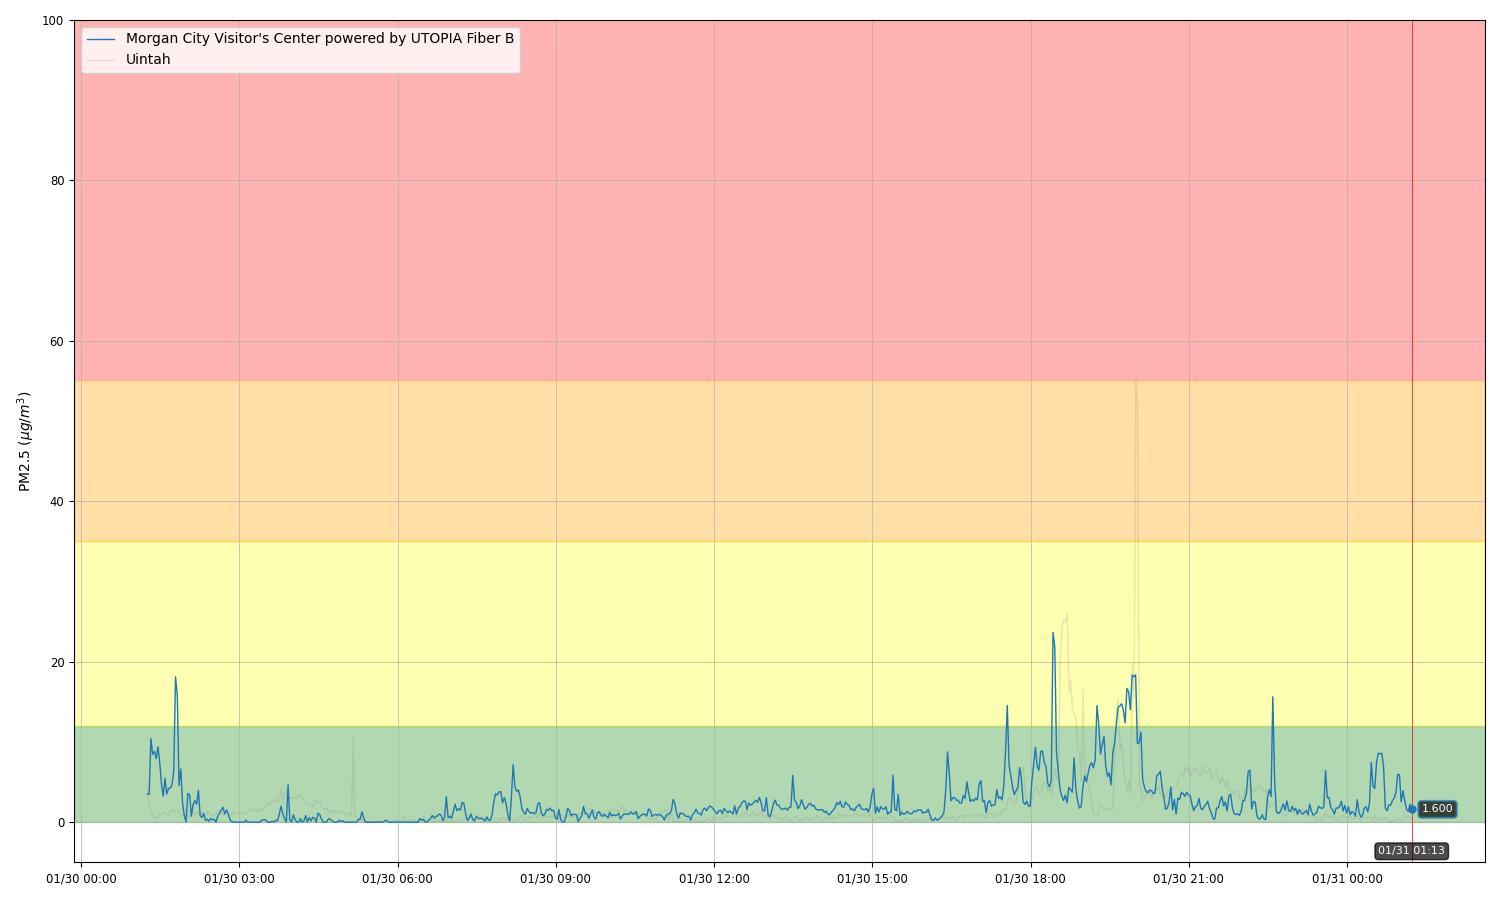 100
Morgan City Visitor's Center powered by UTOPIA Fiber B
Uintah
80
60
PM2.5 (μg/m³)
40
20
1.600
0
01/31 01:13
01/30 00:00 01/30 03:00 01/30 06:00 01/30 09:00 01/30 12:00 01/30 15:00 01/30 18:00 01/30 21:00 01/31 00:00